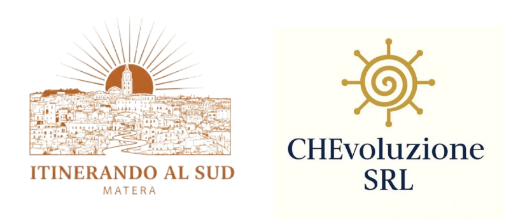 ITINERANDO AL SUD
MATERA
CHEvoluzione
SRL